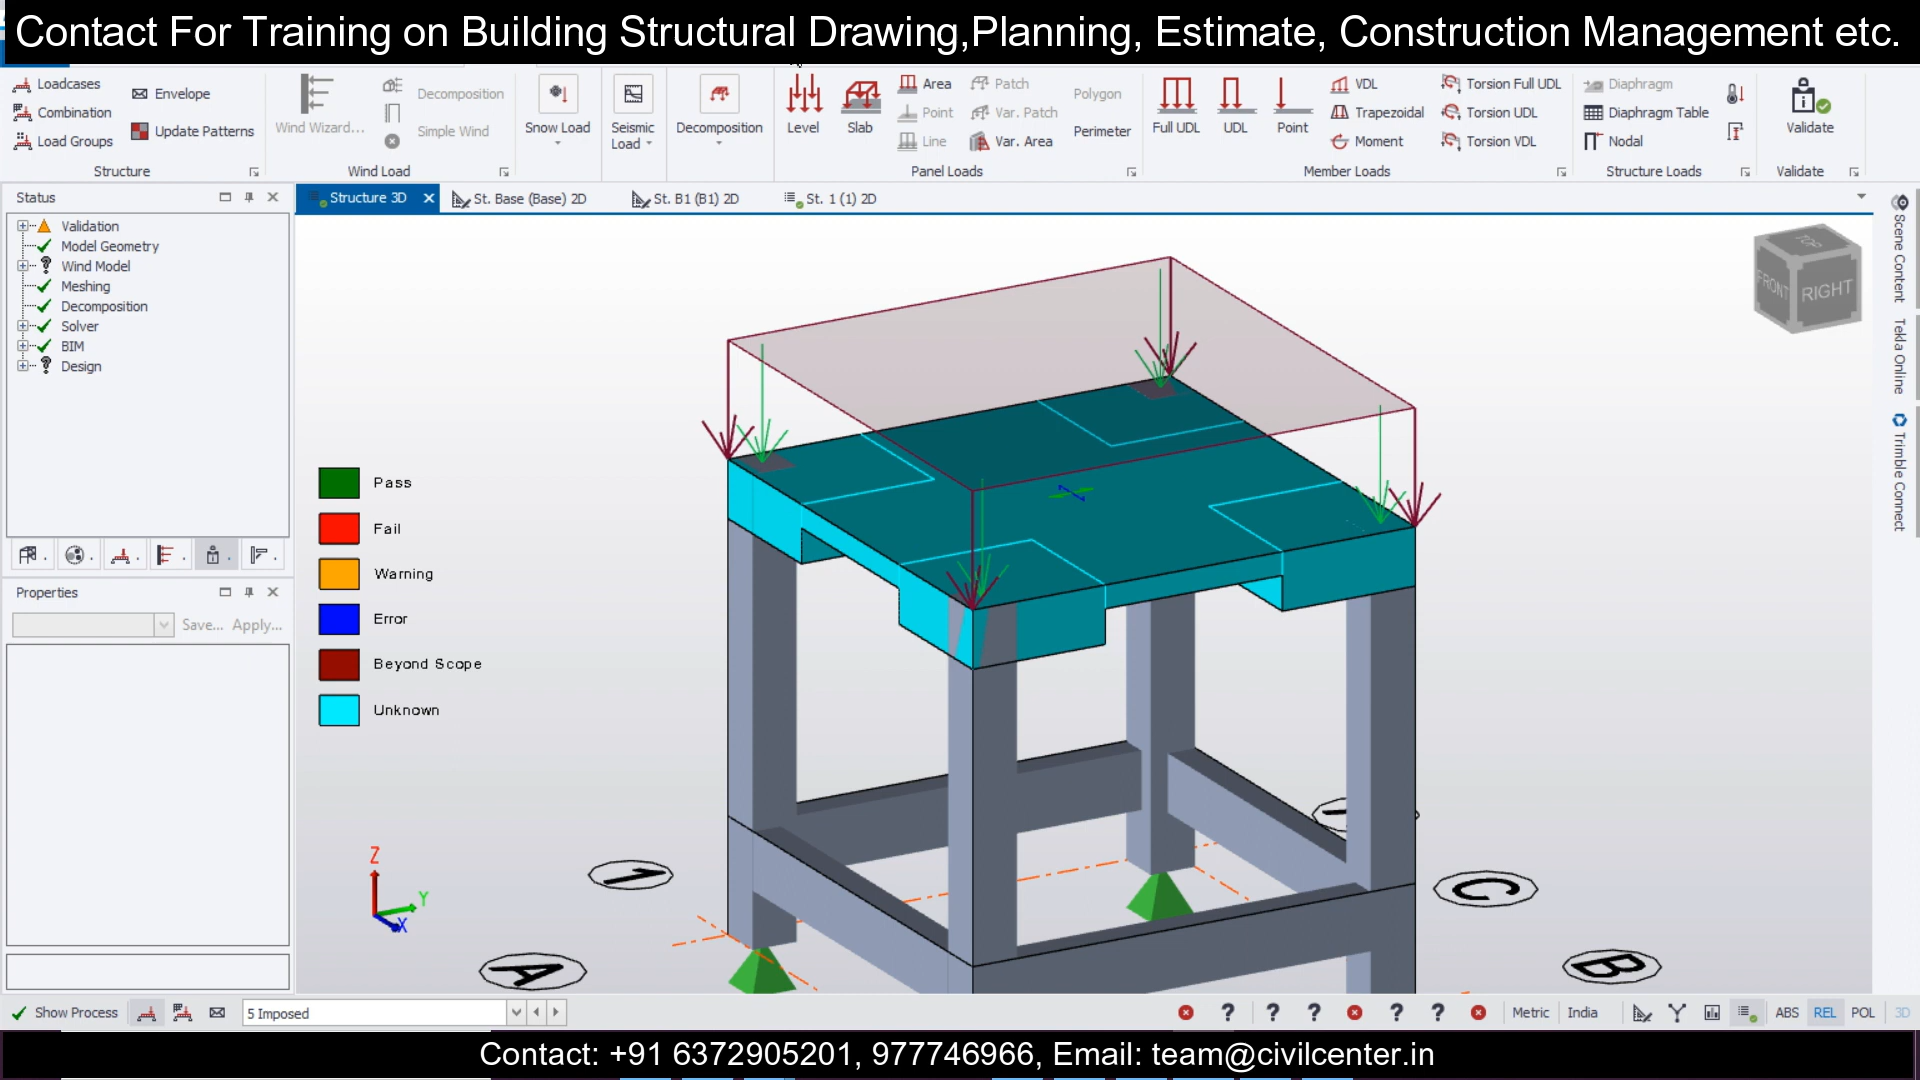 Contact For Training on Building Structural Drawing,Planning, Estimate, Construction Management etc.
Loadcases
Combination
Load Groups
Envelope
Update Patterns
Structure
Wind Wizard...
Decomposition
Simple Wind
Wind Load
Snow Load
Seismic
Load
Decomposition
Level
Slab
Area
Point
Line
Patch
Var. Patch
Var. Area
Polygon
Perimeter
Panel Loads
Full UDL
UDL
Point
VDL
Trapezoidal
Moment
Torsion Full UDL
Torsion UDL
Torsion VDL
Member Loads
Diaphragm
Diaphragm Table
Nodal
Structure Loads
Validate
Validate
Status
Structure 3D
St. Base (Base) 2D
St. B1 (B1) 2D
St. 1 (1) 2D
Validation
Model Geometry
Wind Model
Meshing
Decomposition
Solver
BIM
Design
TOP
FRONT
RIGHT
Scene Content
Tekla Online
Trimble Connect
Pass
Fail
Warning
Error
Beyond Scope
Unknown
Properties
Save...
Apply...
Z
Y
X
1
A
C
B
Show Process
5 Imposed
Metric
India
ABS
REL
POL
3D
Contact: +91 6372905201, 977746966, Email: team@civilcenter.in